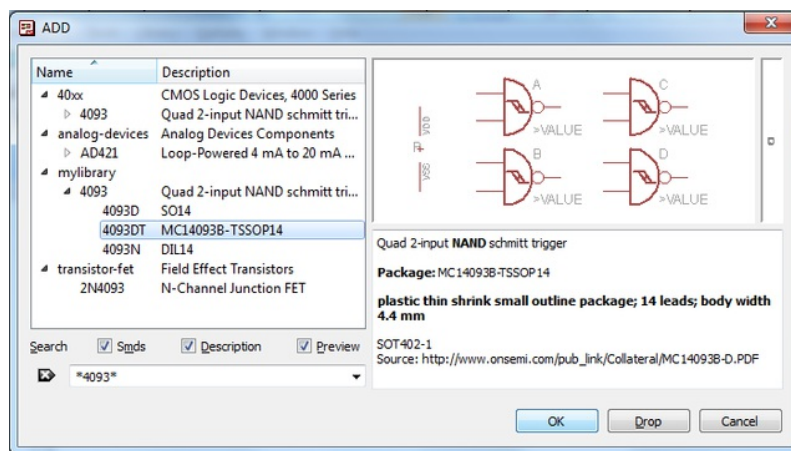 ADD
Name Description
40xx CMOS Logic Devices, 4000 Series
4093 Quad 2-input NAND schmitt tri...
analog-devices Analog Devices Components
AD421 Loop-Powered 4 mA to 20 mA ...
mylibrary
4093 Quad 2-input NAND schmitt tri...
4093D SO14
4093DT MC14093B-TSSOP14
4093N DIL14
transistor-fet Field Effect Transistors
2N4093 N-Channel Junction FET
Search Smds Description Preview
*4093*
A
>VALUE
C
>VALUE
VDD
P
VSS
B
>VALUE
D
>VALUE
Quad 2-input NAND schmitt trigger
Package: MC14093B-TSSOP14
plastic thin shrink small outline package; 14 leads; body width
4.4 mm
SOT402-1
Source: http://www.onsemi.com/pub_link/Collateral/MC14093B-D.PDF
OK Drop Cancel